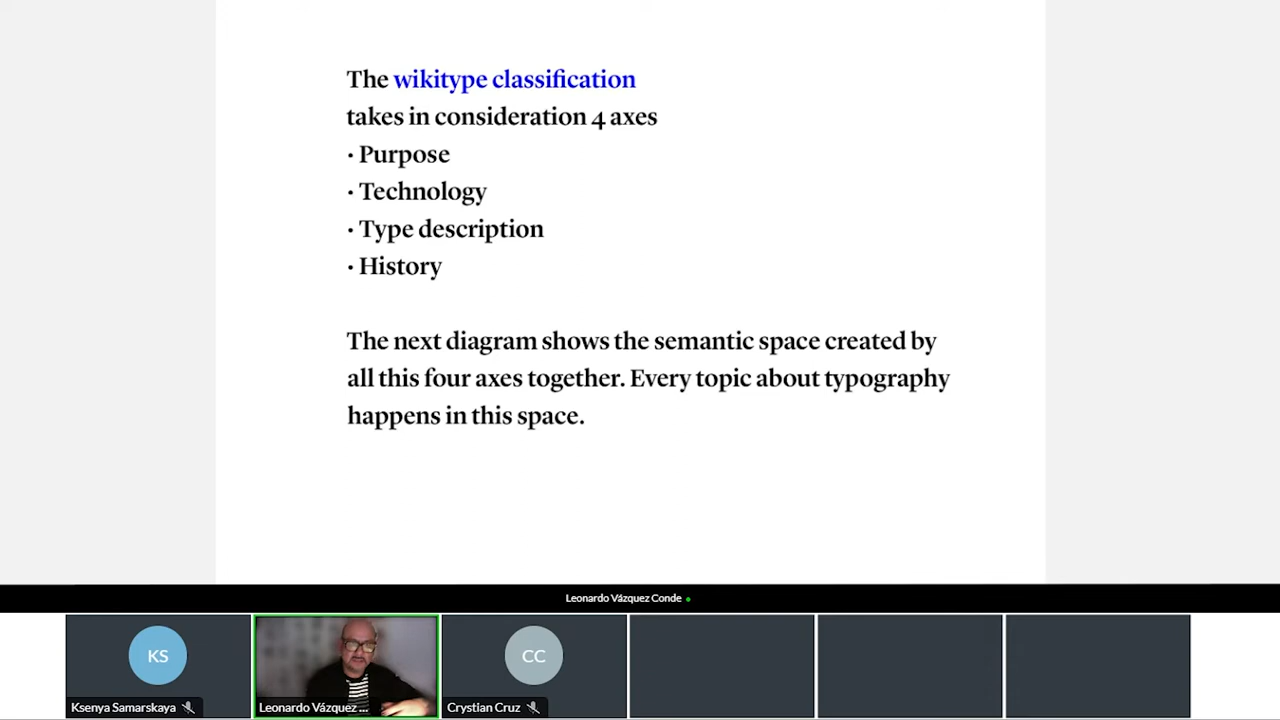 The wikitype classification
takes in consideration 4 axes
• Purpose
• Technology
• Type description
• History
The next diagram shows the semantic space created by
all this four axes together. Every topic about typography
happens in this space.
Leonardo Vázquez Conde
KS
CC
Ksenya Samarskaya
Leonardo Vázquez ...
Crystian Cruz